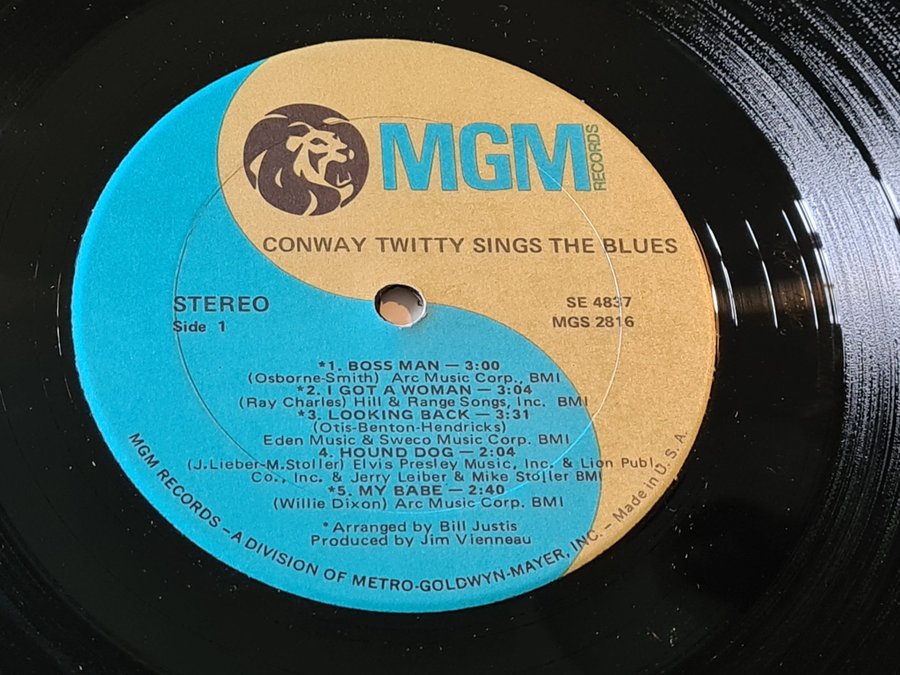 MGM RECORDS
CONWAY TWITTY SINGS THE BLUES
STEREO
Side 1
SE 4837
MGS 2816
*1. BOSS MAN — 3:00
(Osborne-Smith) Arc Music Corp., BMI
*2. I GOT A WOMAN — 3:04
(Ray Charles) Hill & Range Songs, Inc. BMI
*3. LOOKING BACK — 3:31
(Otis-Benton-Hendricks)
Eden Music & Sweco Music Corp. BMI
4. HOUND DOG — 2:04
(J.Lieber-M.Stoller) Elvis Presley Music, Inc. & Lion Publ.
Co., Inc. & Jerry Leiber & Mike Stoller BMI
*5. MY BABE — 2:40
(Willie Dixon) Arc Music Corp. BMI
*Arranged by Bill Justis
Produced by Jim Vienneau
MGM RECORDS — A DIVISION OF METRO-GOLDWYN-MAYER, INC. — Made in U.S.A.